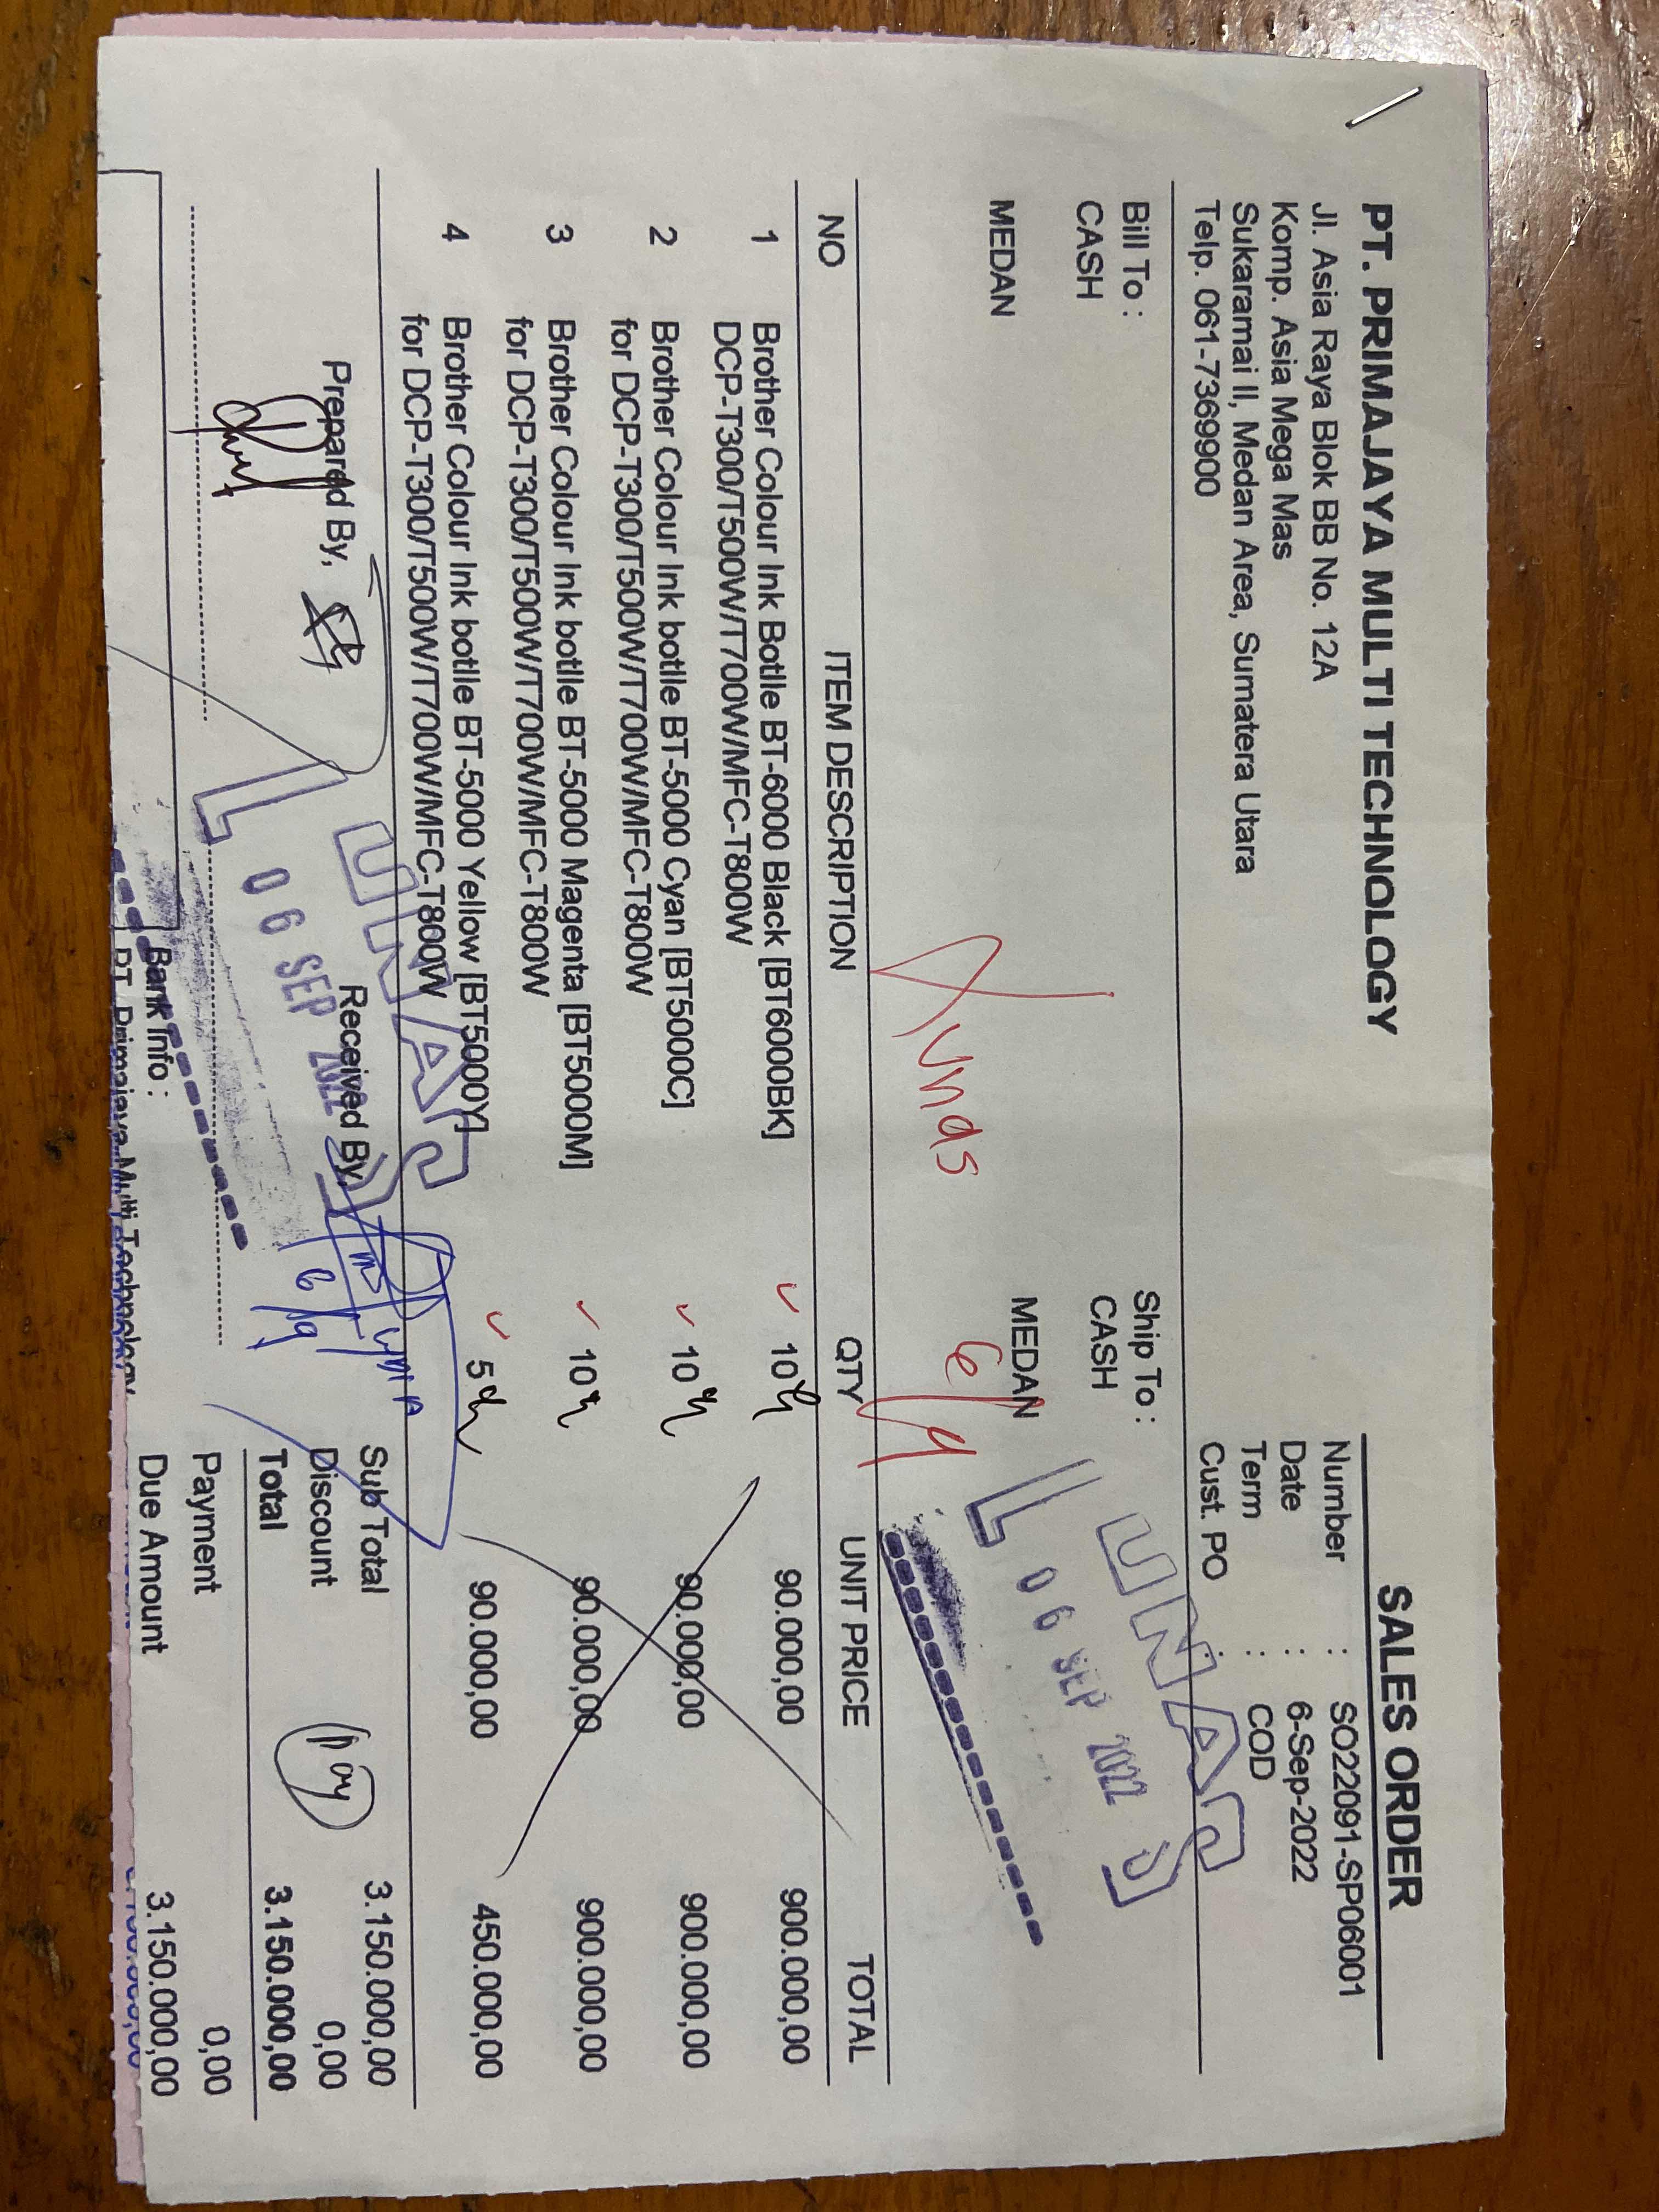 PT. PRIMAJAYA MULTI TECHNOLOGY
Jl. Asia Raya Blok BB No. 12A
Komp. Asia Mega Mas
Sukaramai II, Medan Area, Sumatera Utara
Telp. 061-7369900
SALES ORDER
Number : SO22091-SP06001
Date : 6-Sep-2022
Term : COD
Cust. PO :
Bill To :
CASH
MEDAN
Ship To :
CASH
MEDAN
LUNAS
06 SEP 2022
Lunas 6/9
NO ITEM DESCRIPTION QTY UNIT PRICE TOTAL
1 Brother Colour Ink Botlle BT-6000 Black [BT6000BK] 10 90.000,00 900.000,00
DCP-T300/T500W/T700W/MFC-T800W
2 Brother Colour Ink botlle BT-5000 Cyan [BT5000C] 10 90.000,00 900.000,00
for DCP-T300/T500W/T700W/MFC-T800W
3 Brother Colour Ink botlle BT-5000 Magenta [BT5000M] 10 90.000,00 900.000,00
for DCP-T300/T500W/T700W/MFC-T800W
4 Brother Colour Ink botlle BT-5000 Yellow [BT5000Y] 5 90.000,00 450.000,00
for DCP-T300/T500W/T700W/MFC-T800W
Prepared By,
Received By,
LUNAS
06 SEP 2022
6/9
Sub Total 3.150.000,00
Discount 0,00
Total 3.150.000,00
Payment 0,00
Due Amount 3.150.000,00
Bank Info :
PT. Primajaya Multi Technology